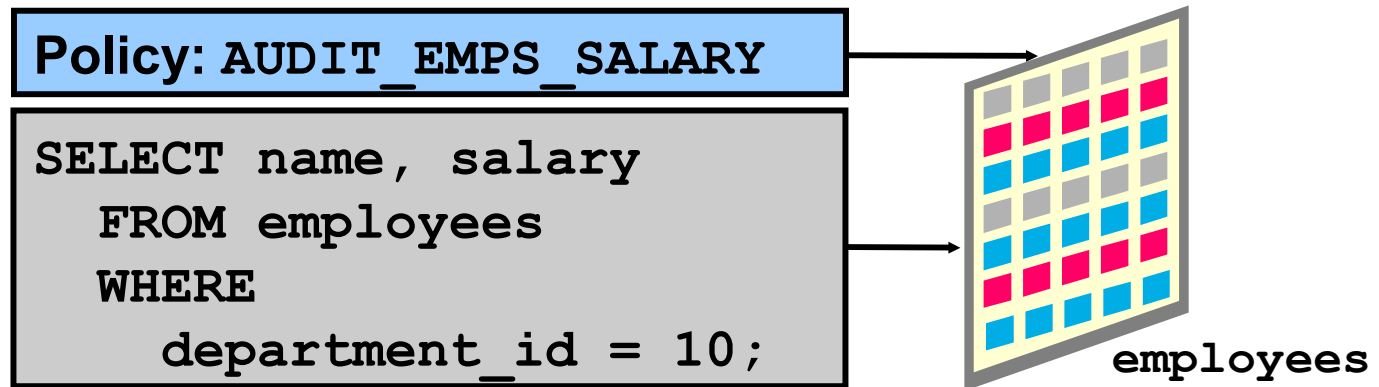 Policy: AUDIT_EMPS_SALARY
SELECT name, salary
FROM employees
WHERE
department_id = 10;
employees